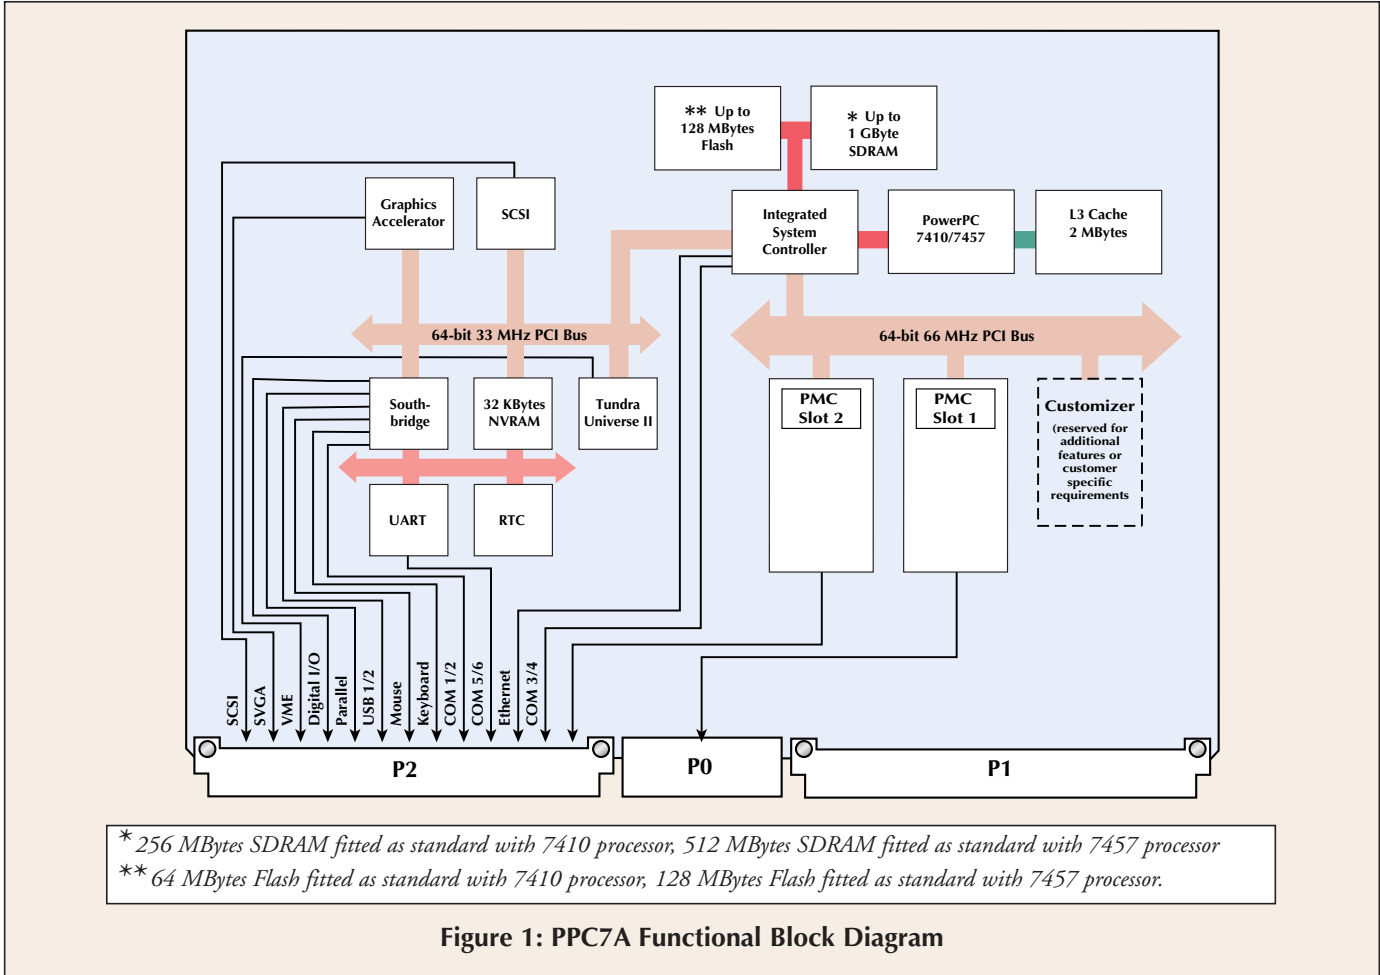 ** Up to
128 MBytes
Flash
* Up to
1 GByte
SDRAM
Graphics
Accelerator
SCSI
Integrated
System
Controller
PowerPC
7410/7457
L3 Cache
2 MBytes
64-bit 33 MHz PCI Bus
64-bit 66 MHz PCI Bus
South-
bridge
32 KBytes
NVRAM
Tundra
Universe II
PMC
Slot 2
PMC
Slot 1
Customizer
(reserved for
additional
features or
customer
specific
requirements
UART
RTC
SCSI
SVGA
VME
Digital I/O
Parallel
USB 1/2
Mouse
Keyboard
COM 1/2
COM 5/6
Ethernet
COM 3/4
P2
P0
P1
* 256 MBytes SDRAM fitted as standard with 7410 processor, 512 MBytes SDRAM fitted as standard with 7457 processor
** 64 MBytes Flash fitted as standard with 7410 processor, 128 MBytes Flash fitted as standard with 7457 processor.
Figure 1: PPC7A Functional Block Diagram